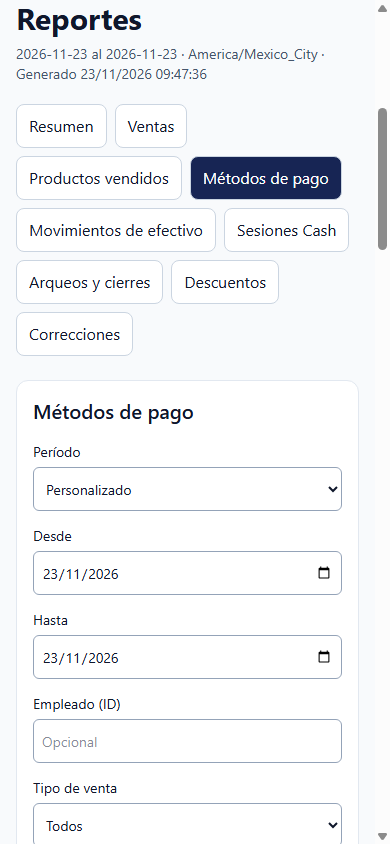 Reportes
2026-11-23 al 2026-11-23 · America/Mexico_City ·
Generado 23/11/2026 09:47:36
Resumen
Ventas
Productos vendidos
Métodos de pago
Movimientos de efectivo
Sesiones Cash
Arqueos y cierres
Descuentos
Correcciones
Métodos de pago
Período
Personalizado
Desde
23/11/2026
Hasta
23/11/2026
Empleado (ID)
Opcional
Tipo de venta
Todos